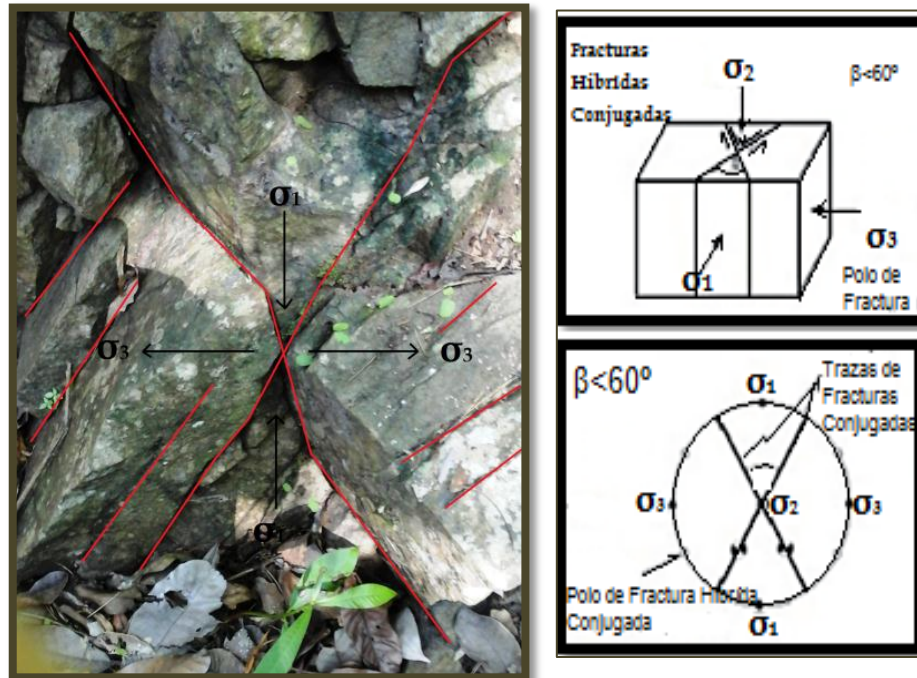 σ₁
σ₃
σ₃
Fracturas
Hibridas
Conjugadas
σ₂
β<60º
σ₃
σ₁
Polo de
Fractura
β<60º
σ₁
Trazas de
Fracturas
Conjugadas
σ₃
σ₂
σ₃
Polo de Fractura Hibrida
Conjugada
σ₁